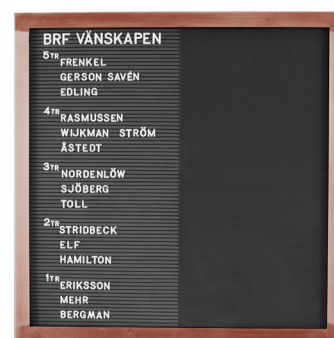 BRF VÄNSKAPEN
5TR FRENKEL
GERSON SAVÉN
EDLING
4TR RASMUSSEN
WIJKMAN STRÖM
ÅSTEDT
3TR NORDENLÖW
SJÖBERG
TOLL
2TR STRIDBECK
ELF
HAMILTON
1TR ERIKSSON
MEHR
BERGMAN